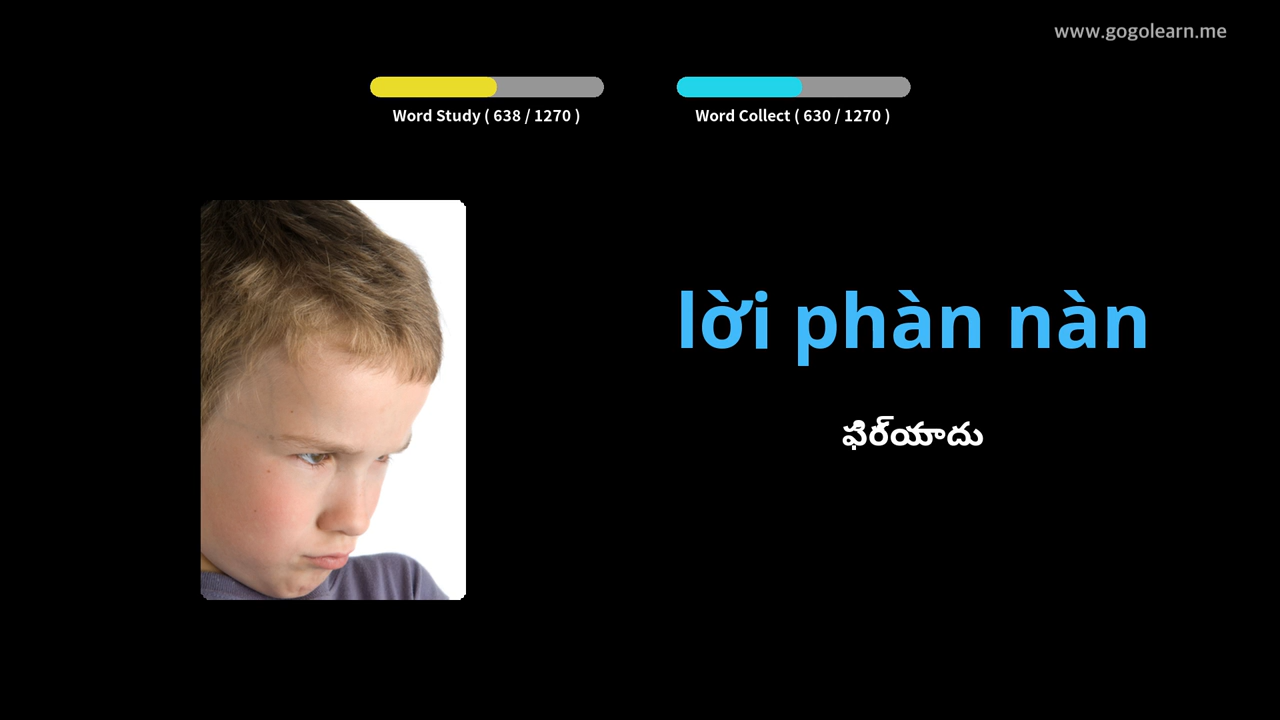 www.gogolearn.me
Word Study ( 638 / 1270 )
Word Collect ( 630 / 1270 )
lời phàn nàn
ఫిర్యాదు